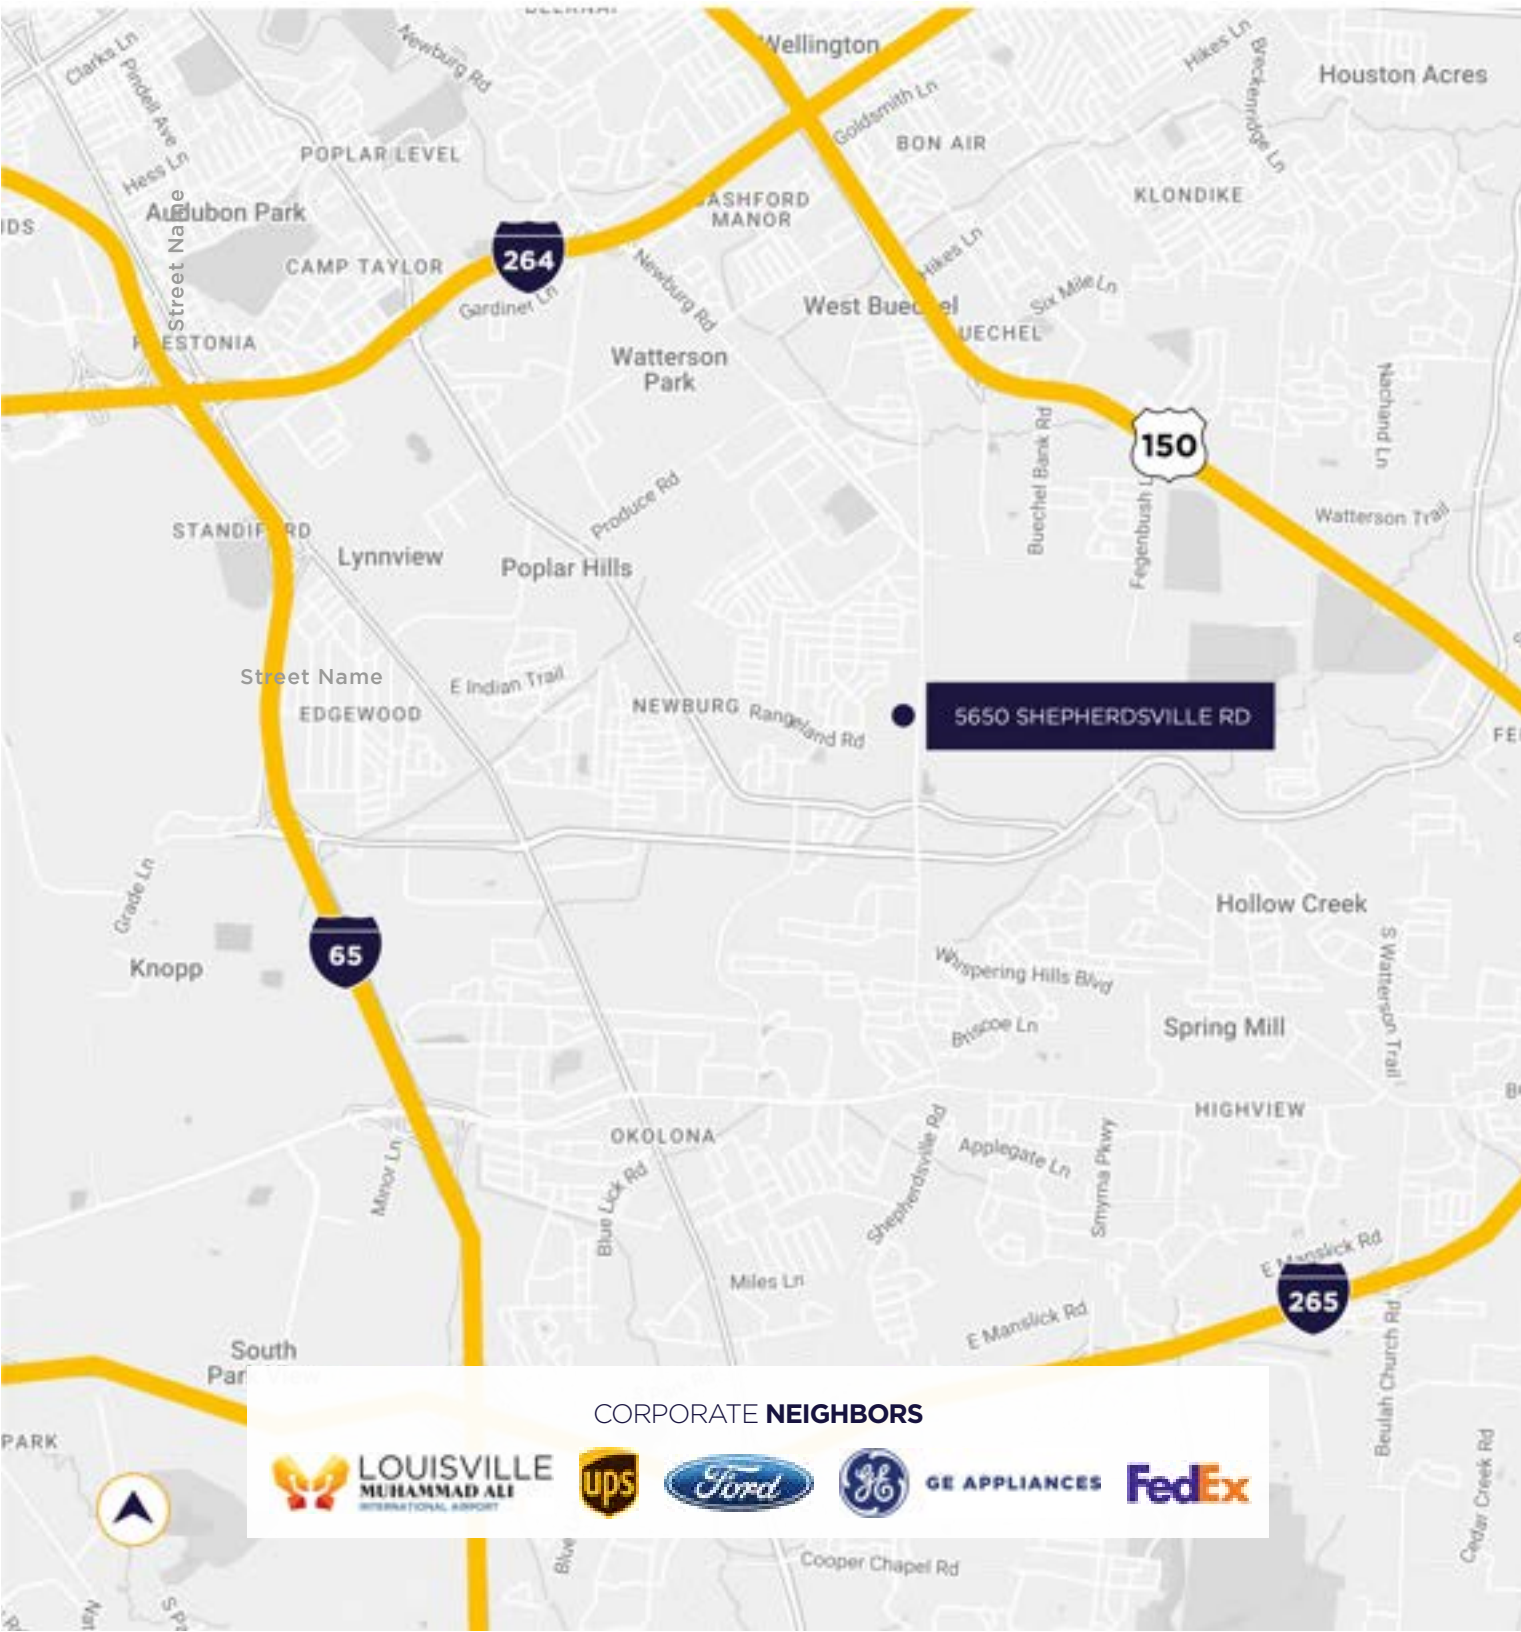 Wellington
Clarks Ln
Newburg Rd
Hikes Ln
Breckenridge Ln
Houston Acres
Pindell Ave
Goldsmith Ln
BON AIR
POPLAR LEVEL
Hess Ln
KLONDIKE
Audubon Park
Street Name
ASHFORD
MANOR
264
CAMP TAYLOR
Newburg Rd
Hikes Ln
Gardiner Ln
West Buechel
Six Mile Ln
UECHEL
ESTONIA
Watterson
Park
Nachand Ln
150
Buechel Bank Rd
Fegenbush L
Watterson Trail
Produce Rd
STANDIF RD
Lynnview
Poplar Hills
Street Name
E Indian Trail
EDGEWOOD
NEWBURG
Rangeland Rd
5650 SHEPHERDSVILLE RD
Grade Ln
Hollow Creek
65
Knopp
Whispering Hills Blvd
S Watterson Trail
Briscoe Ln
Spring Mill
HIGHVIEW
OKOLONA
Minor Ln
Blue Lick Rd
Shepherdsville Rd
Applegate Ln
Smyrna Pkwy
Miles Ln
E Manslick Rd
265
E Manslick Rd
Beulah Church Rd
South
Park View
PARK
CORPORATE NEIGHBORS
LOUISVILLE
MUHAMMAD ALI
INTERNATIONAL AIRPORT
ups
Ford
GE
GE APPLIANCES
FedEx
Cedar Creek Rd
Blue
Cooper Chapel Rd